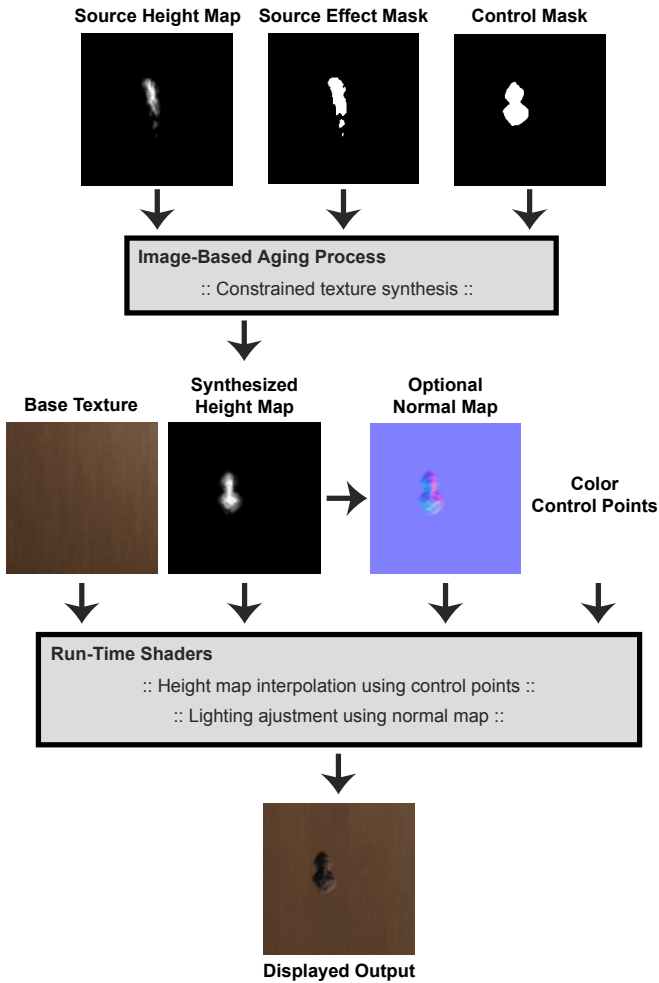 Source Height Map
Source Effect Mask
Control Mask
Image-Based Aging Process
:: Constrained texture synthesis ::
Base Texture
Synthesized
Height Map
Optional
Normal Map
Color
Control Points
Run-Time Shaders
:: Height map interpolation using control points ::
:: Lighting ajustment using normal map ::
Displayed Output